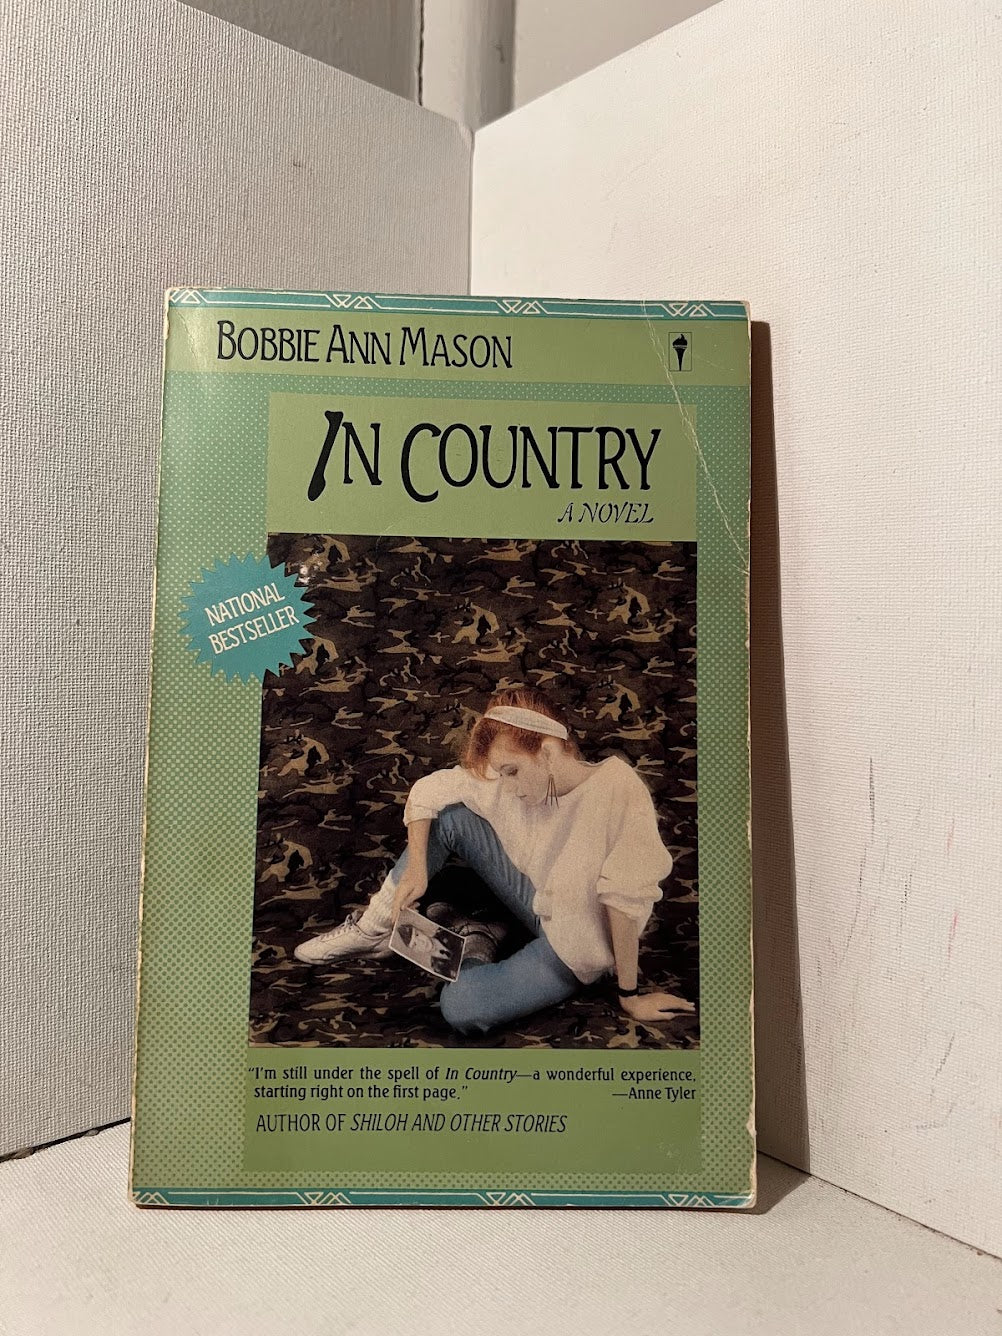 BOBBIE ANN MASON
IN COUNTRY
A NOVEL
NATIONAL
BESTSELLER
"I'm still under the spell of In Country—a wonderful experience,
starting right on the first page."
—Anne Tyler
AUTHOR OF SHILOH AND OTHER STORIES